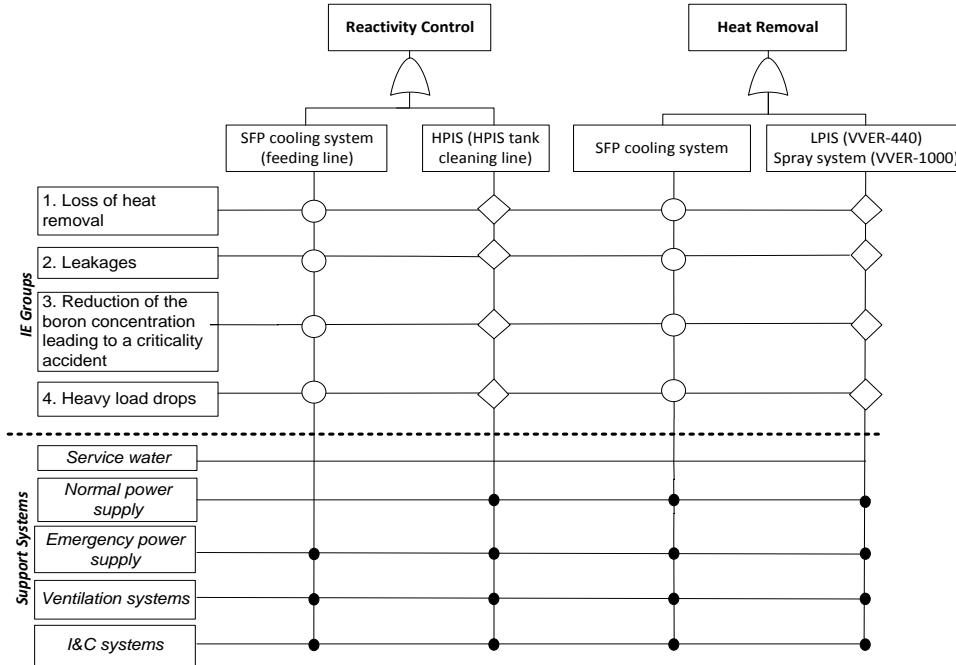 Reactivity Control
Heat Removal
SFP cooling system
(feeding line)
HPIS (HPIS tank
cleaning line)
SFP cooling system
LPIS (VVER-440)
Spray system (VVER-1000)
IE Groups
1. Loss of heat
removal
2. Leakages
3. Reduction of the
boron concentration
leading to a criticality
accident
4. Heavy load drops
Support Systems
Service water
Normal power
supply
Emergency power
supply
Ventilation systems
I&C systems